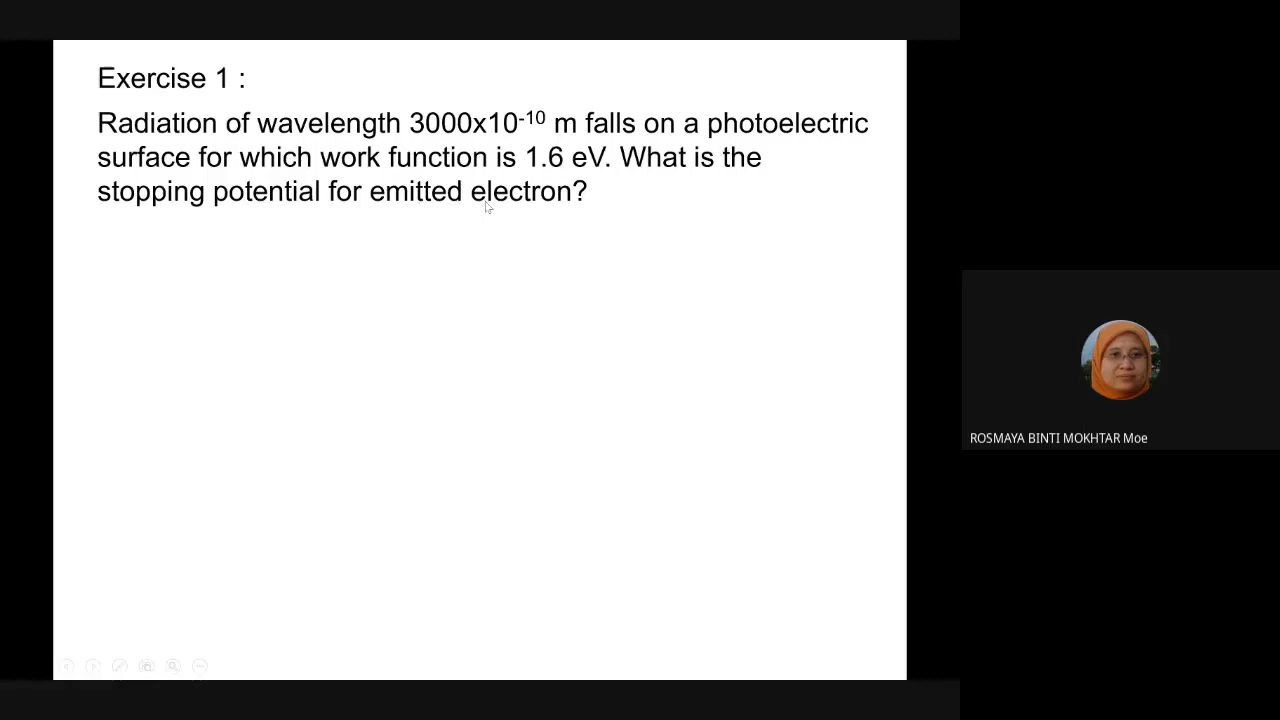 Exercise 1 :
Radiation of wavelength 3000x10⁻¹⁰ m falls on a photoelectric
surface for which work function is 1.6 eV. What is the
stopping potential for emitted electron?
ROSMAYA BINTI MOKHTAR Moe